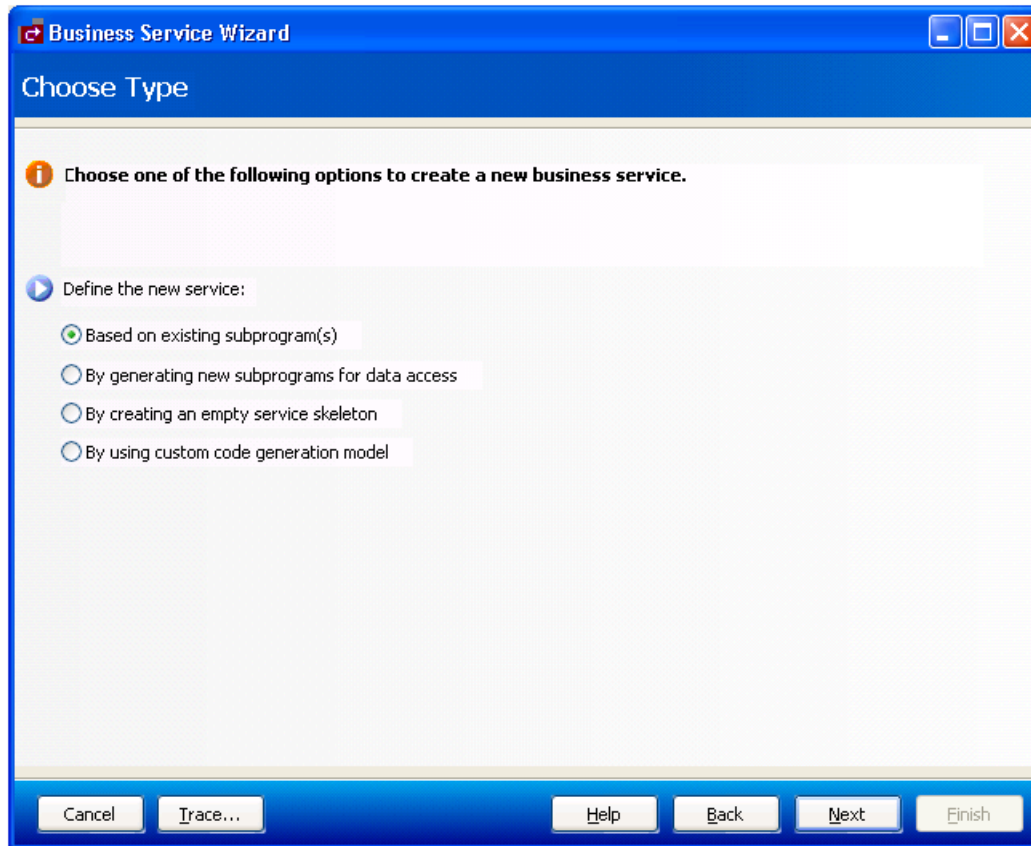 Business Service Wizard
Choose Type
Choose one of the following options to create a new business service.
Define the new service:
Based on existing subprogram(s)
By generating new subprograms for data access
By creating an empty service skeleton
By using custom code generation model
Cancel Trace... Help Back Next Finish